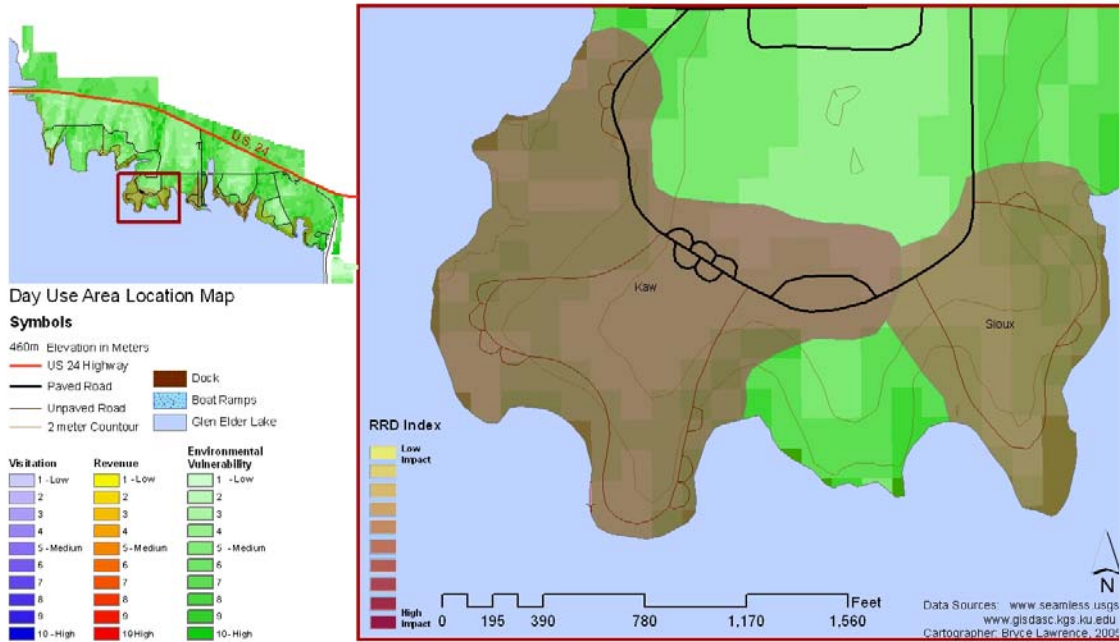 U.S. 24
Day Use Area Location Map
Symbols
460m Elevation in Meters
US 24 Highway
Paved Road
Unpaved Road
2 meter Countour
Dock
Boat Ramps
Glen Elder Lake
Visitation
1 - Low
2
3
4
5 - Medium
6
7
8
9
10 - High
Revenue
1 - Low
2
3
4
5 - Medium
6
7
8
9
10 High
Environmental
Vulnerability
1 - Low
2
3
4
5 - Medium
6
7
8
9
10 - High
Kaw
Sioux
RRD Index
Low
Impact
High
Impact
0 195 390 780 1,170 1,560
Feet
N
Data Sources: www.seamless.usgs
www.gisdasc.kgs.ku.edu
Cartographer: Bryce Lawrence, 2005